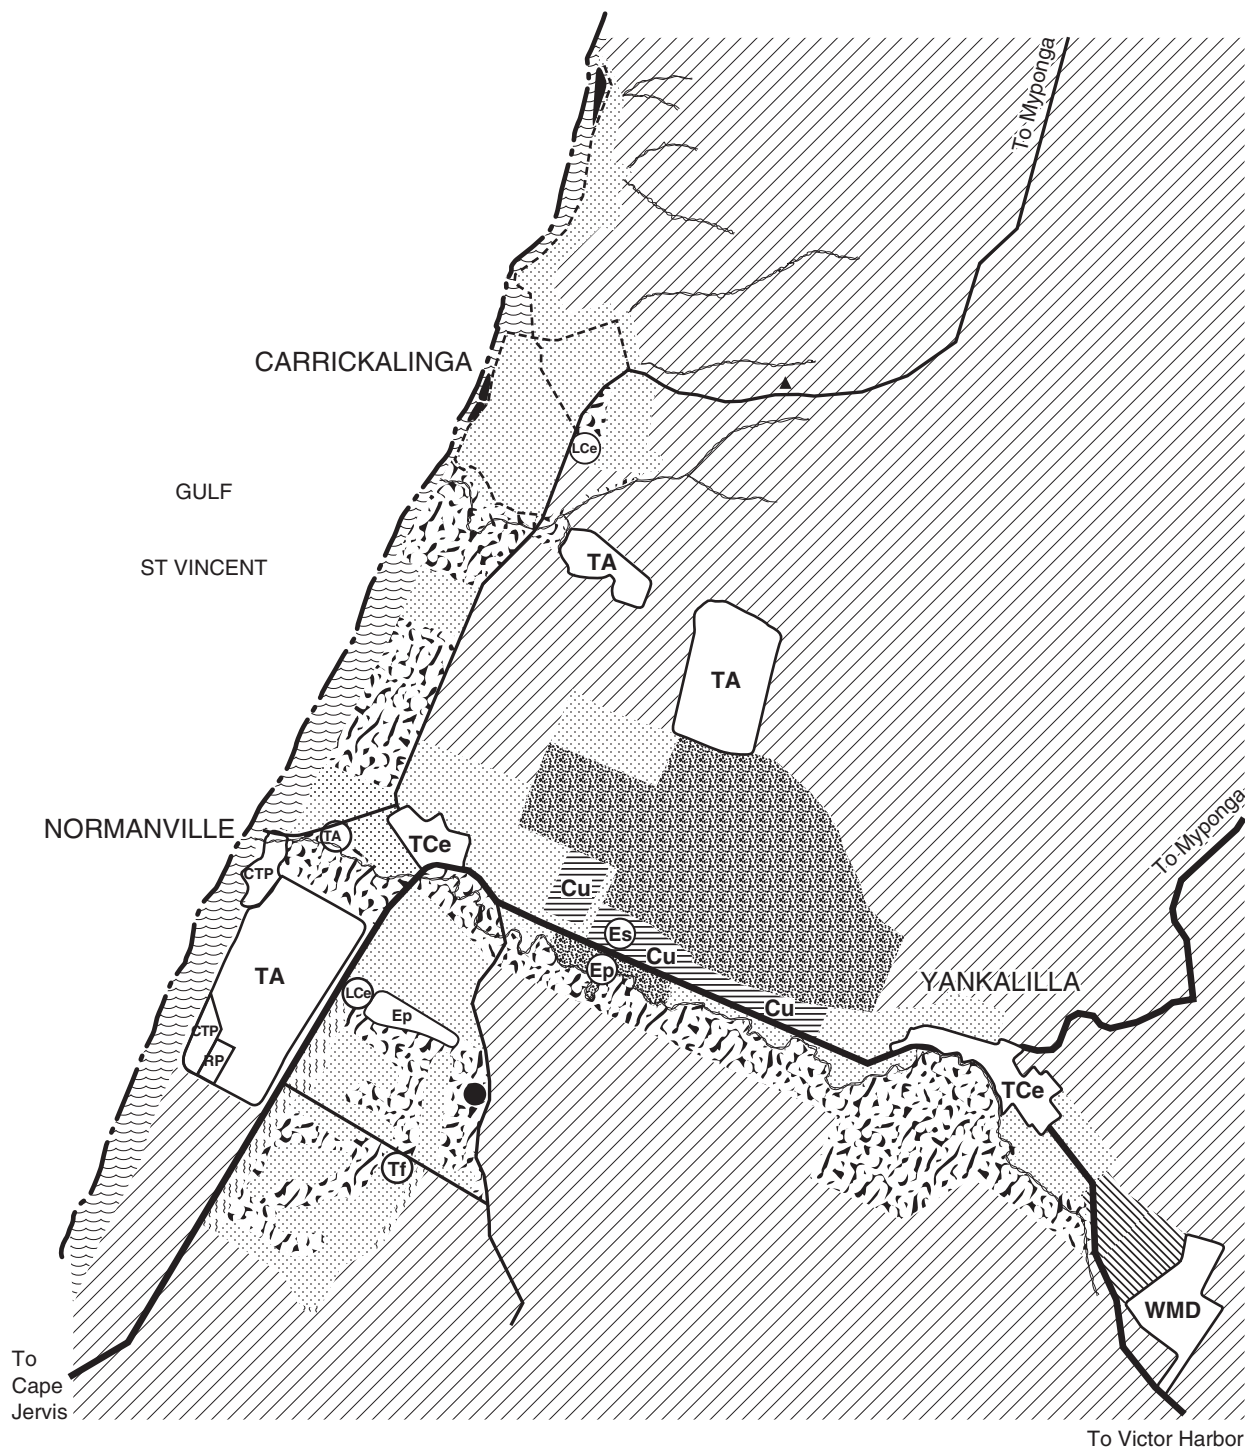 To Myponga
CARRICKALINGA
LCe
GULF
ST VINCENT
TA
TA
To Myponga
NORMANVILLE
TA
TCe
CTP
Cu
Es
Cu
Ep
TA
YANKALILLA
LCe
Ep
Cu
CTP
RP
TCe
Tf
WMD
To
Cape
Jervis
To Victor Harbor